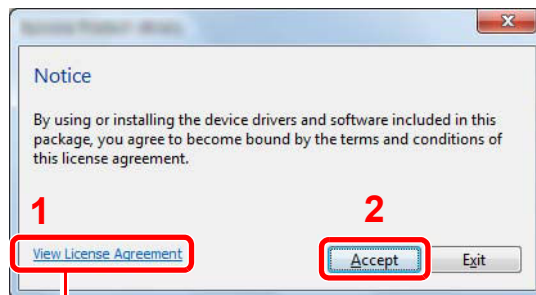 Notice
By using or installing the device drivers and software included in this
package, you agree to become bound by the terms and conditions of
this license agreement.
1
2
View License Agreement
Accept
Exit